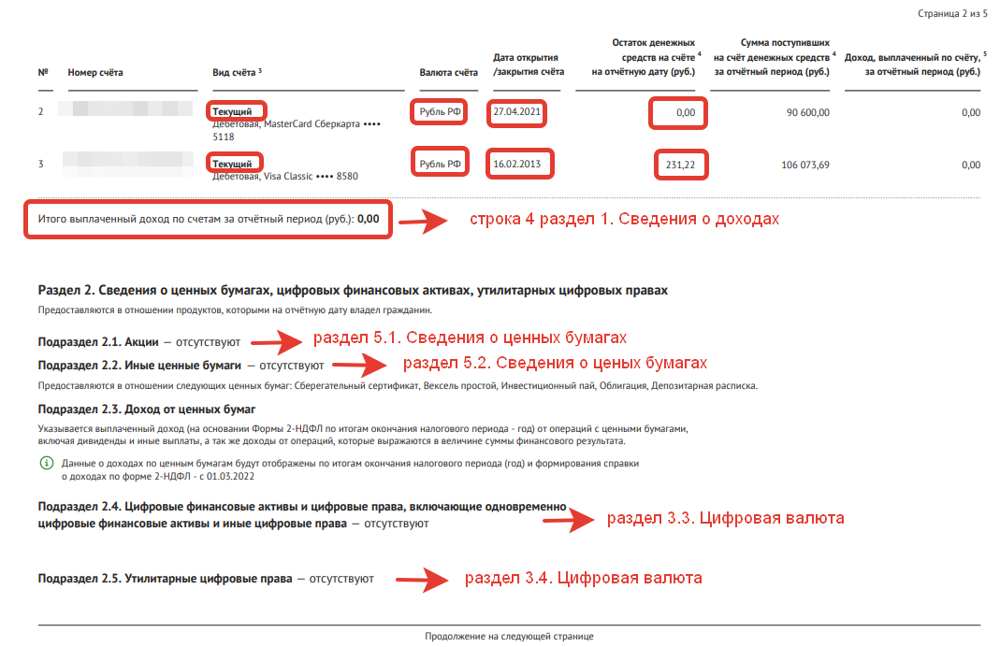 Страница 2 из 5
№ Номер счёта Вид счёта 3 Валюта счёта Дата открытия /закрытия счёта Остаток денежных средств на счёте 4 на отчётную дату (руб.) Сумма поступивших на счёт денежных средств 4 за отчётный период (руб.) Доход, выплаченный по счёту, 5 за отчётный период (руб.)
2 Текущий Рубль РФ 27.04.2021 0,00 90 600,00 0,00
Дебетовая, MasterCard Сберкарта ••••
5118
3 Текущий Рубль РФ 16.02.2013 231,22 106 073,69 0,00
Дебетовая, Visa Classic •••• 8580
Итого выплаченный доход по счетам за отчётный период (руб.): 0,00 строка 4 раздел 1. Сведения о доходах
Раздел 2. Сведения о ценных бумагах, цифровых финансовых активах, утилитарных цифровых правах
Предоставляются в отношении продуктов, которыми на отчётную дату владел гражданин.
Подраздел 2.1. Акции — отсутствуют раздел 5.1. Сведения о ценных бумагах
Подраздел 2.2. Иные ценные бумаги — отсутствуют раздел 5.2. Сведения о ценых бумагах
Предоставляются в отношении следующих ценных бумаг: Сберегательный сертификат, Вексель простой, Инвестиционный пай, Облигация, Депозитарная расписка.
Подраздел 2.3. Доход от ценных бумаг
Указывается выплаченный доход (на основании Формы 2-НДФЛ по итогам окончания налогового периода - год) от операций с ценными бумагами,
включая дивиденды и иные выплаты, а так же доходы от операций, которые выражаются в величине суммы финансового результата.
Данные о доходах по ценным бумагам будут отображены по итогам окончания налогового периода (год) и формирования справки
о доходах по форме 2-НДФЛ - с 01.03.2022
Подраздел 2.4. Цифровые финансовые активы и цифровые права, включающие одновременно
цифровые финансовые активы и иные цифровые права — отсутствуют раздел 3.3. Цифровая валюта
Подраздел 2.5. Утилитарные цифровые права — отсутствуют раздел 3.4. Цифровая валюта
Продолжение на следующей странице